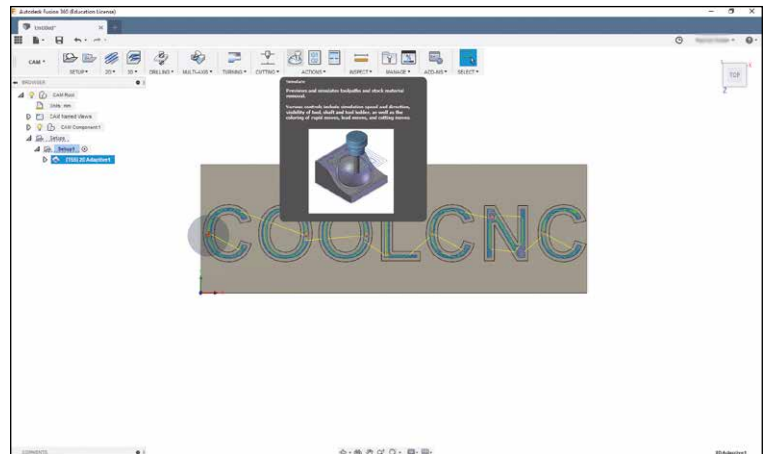 Autodesk Fusion 360 (Education License)
Untitled*
CAM
SETUP
2D
3D
DRILLING
MULTI-AXIS
TURNING
CUTTING
ACTIONS
INSPECT
MANAGE
ADD-INS
SELECT
BROWSER
CAM Root
Units: mm
CAM Named Views
CAM Component1
Setups
Setup1
[T50] 2D Adaptive1
Simulate
Previews and simulates toolpaths and stock material
removal.
Various controls include simulation speed and direction,
visibility of tool, shaft and tool holder, as well as the
coloring of rapid moves, lead moves, and cutting moves
TOP
X
Z
COOLCNC
COMMENTS
2DAdaptive1